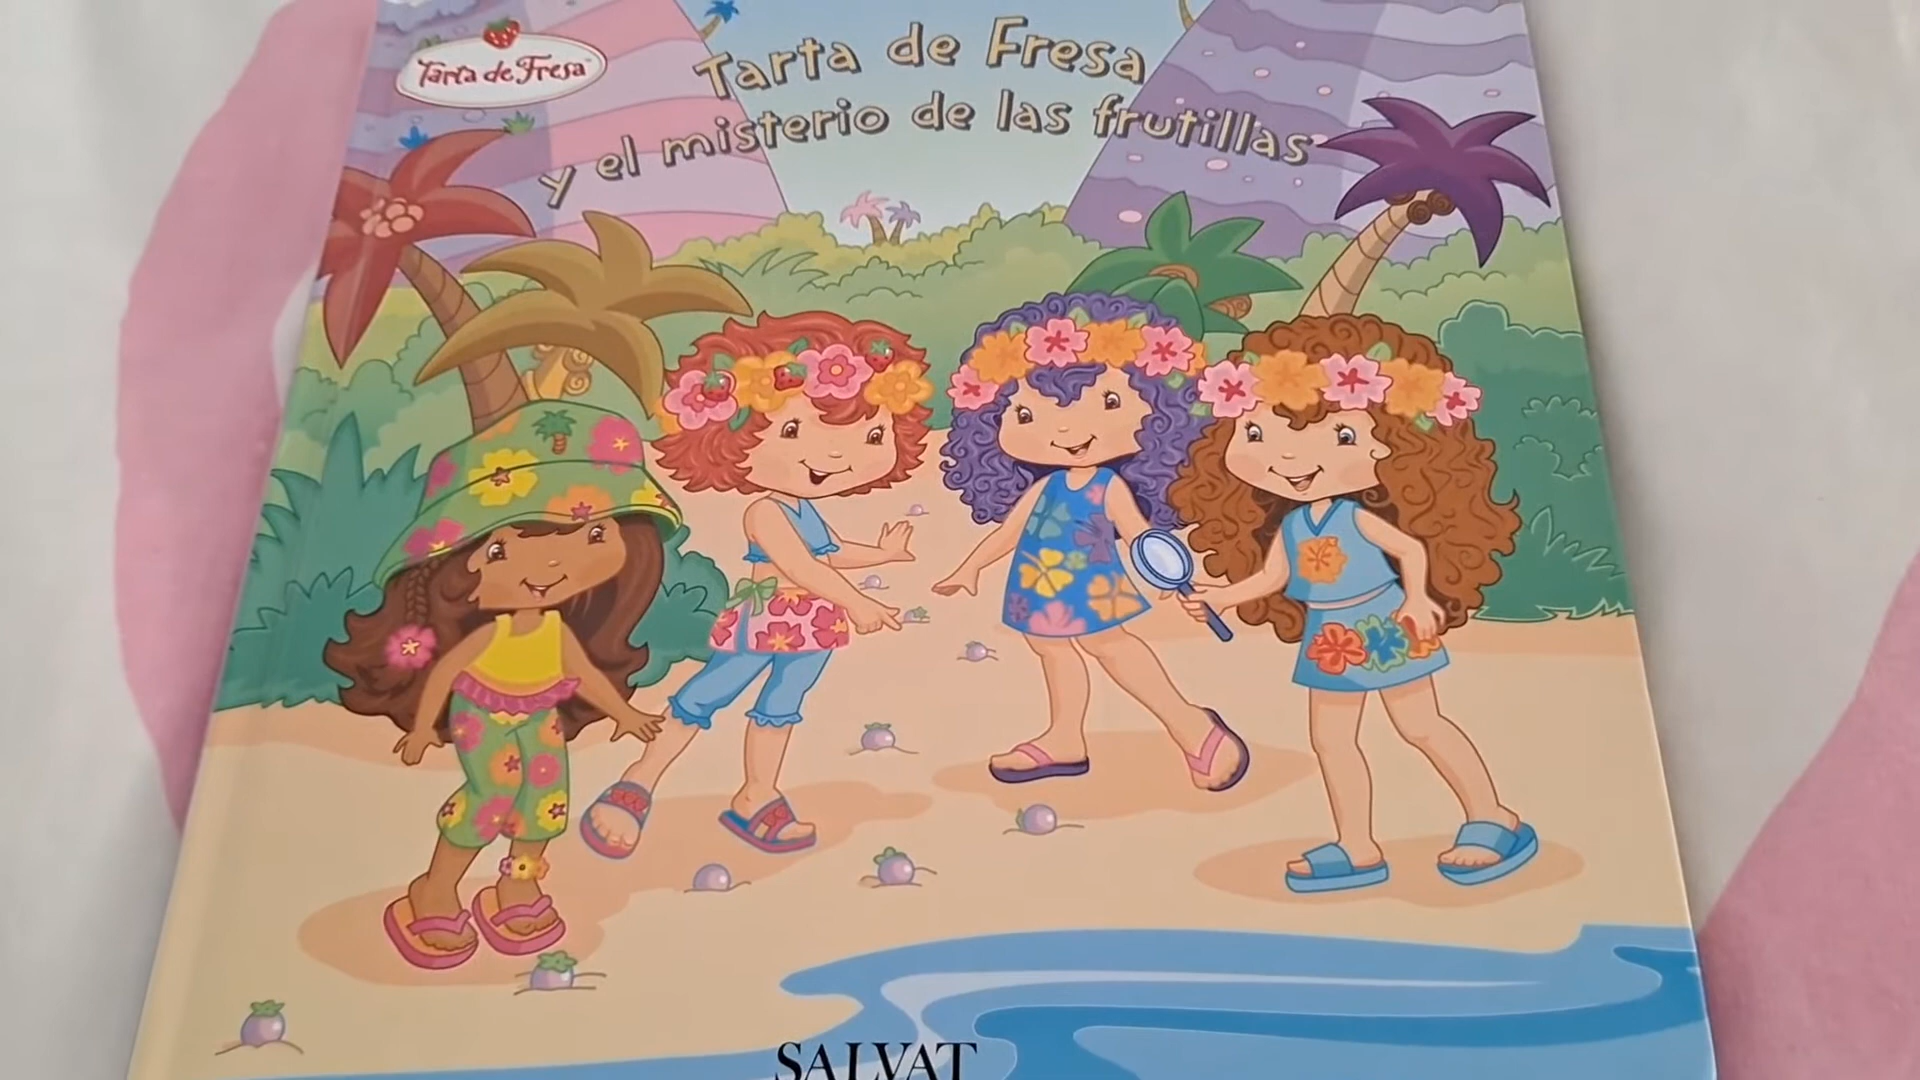 Tarta de Fresa
Tarta de Fresa
y el misterio de las frutillas
SALVAT